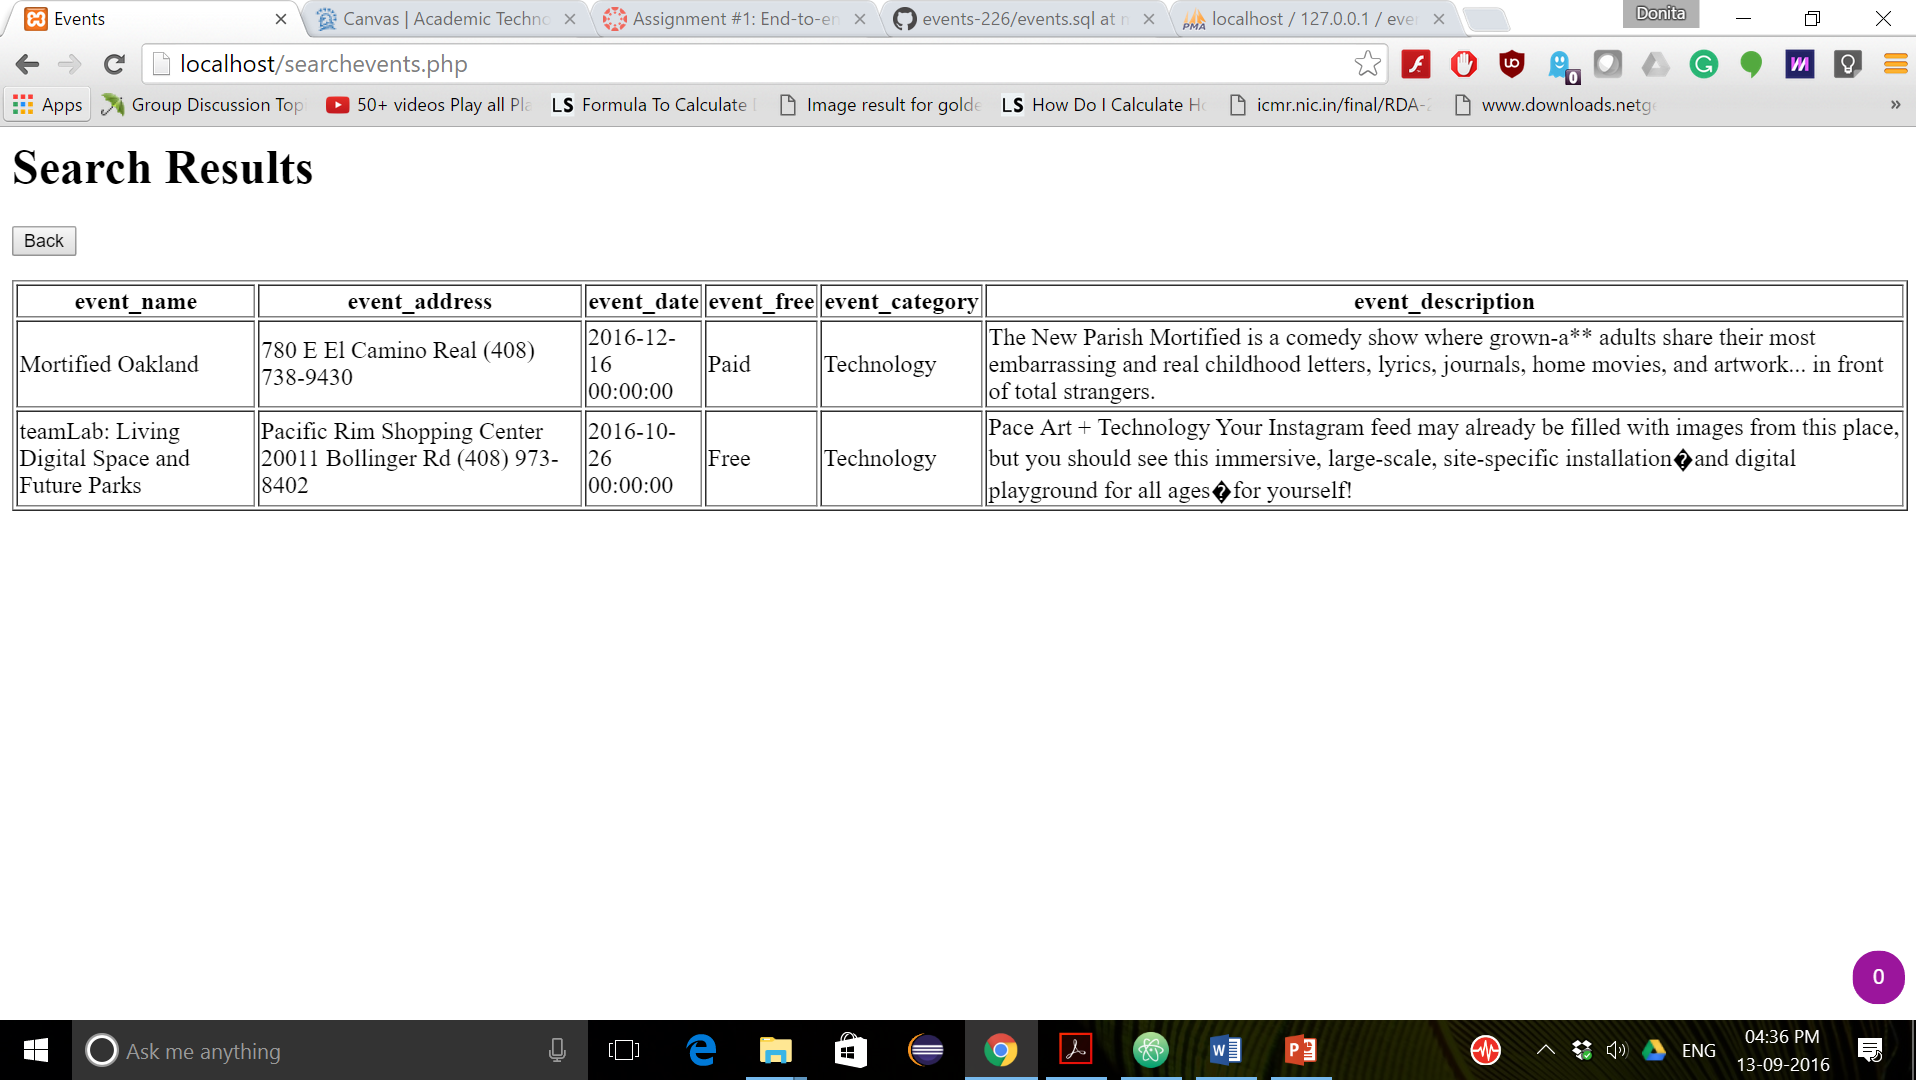 Events
Canvas | Academic Techno
Assignment #1: End-to-en
events-226/events.sql at m
localhost / 127.0.0.1 / ever
Donita
localhost/searchevents.php
0
Apps
Group Discussion Top
50+ videos Play all Pla
LS Formula To Calculate
Image result for golde
LS How Do I Calculate Ho
icmr.nic.in/final/RDA-2
www.downloads.netge
»
Search Results
Back
event_name event_address event_date event_free event_category event_description
Mortified Oakland
780 E El Camino Real (408)
738-9430
2016-12-
16
00:00:00
Paid
Technology
The New Parish Mortified is a comedy show where grown-a** adults share their most
embarrassing and real childhood letters, lyrics, journals, home movies, and artwork... in front
of total strangers.
teamLab: Living
Digital Space and
Future Parks
Pacific Rim Shopping Center
20011 Bollinger Rd (408) 973-
8402
2016-10-
26
00:00:00
Free
Technology
Pace Art + Technology Your Instagram feed may already be filled with images from this place,
but you should see this immersive, large-scale, site-specific installation�and digital
playground for all ages�for yourself!
0
Ask me anything
ENG
04:36 PM
13-09-2016